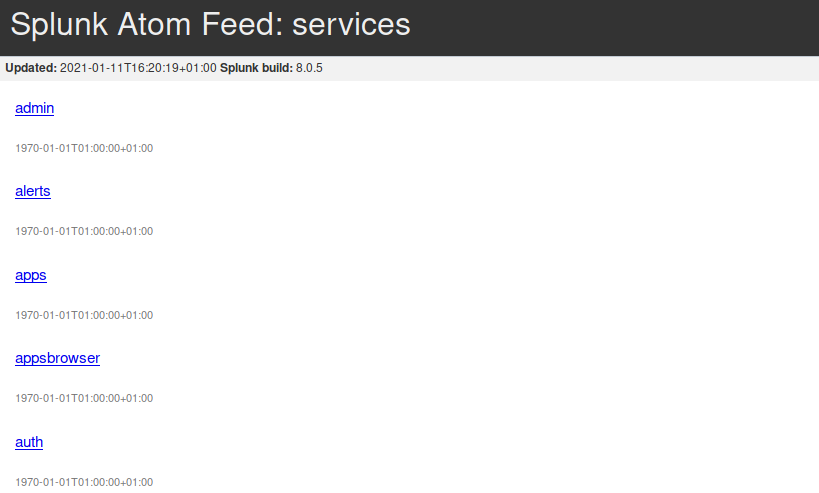 Splunk Atom Feed: services
Updated: 2021-01-11T16:20:19+01:00 Splunk build: 8.0.5
admin
1970-01-01T01:00:00+01:00
alerts
1970-01-01T01:00:00+01:00
apps
1970-01-01T01:00:00+01:00
appsbrowser
1970-01-01T01:00:00+01:00
auth
1970-01-01T01:00:00+01:00